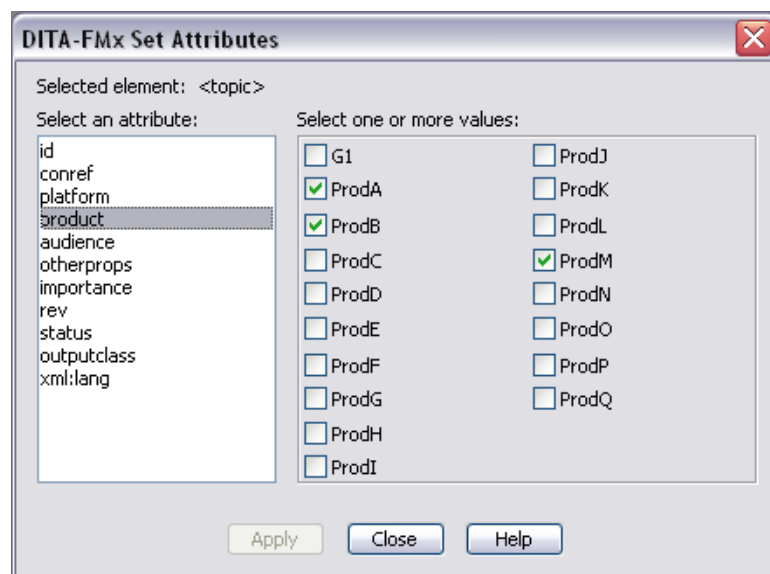 DITA-FMx Set Attributes
Selected element: <topic>
Select an attribute:
id
conref
platform
product
audience
otherprops
importance
rev
status
outputclass
xml:lang
Select one or more values:
G1
ProdA
ProdB
ProdC
ProdD
ProdE
ProdF
ProdG
ProdH
ProdI
ProdJ
ProdK
ProdL
ProdM
ProdN
ProdO
ProdP
ProdQ
Apply
Close
Help